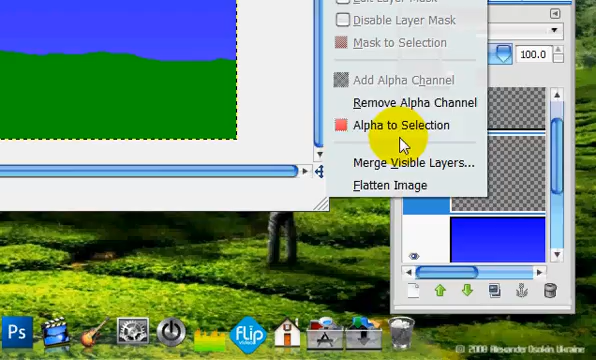 Edit Layer Mask
Disable Layer Mask
Mask to Selection
100.0
Add Alpha Channel
Remove Alpha Channel
Alpha to Selection
Merge Visible Layers...
Flatten Image
Ps
FLiP
© 2008 Alexander Osokin, Ukraine